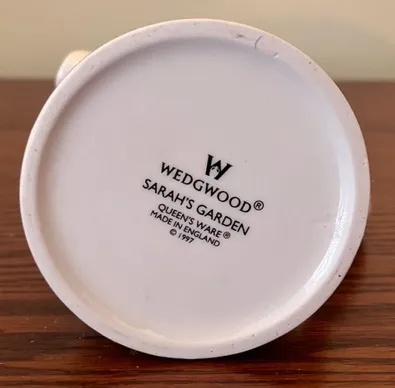 W
WEDGWOOD®
SARAH'S GARDEN
QUEEN'S WARE®
MADE IN ENGLAND
© 1997